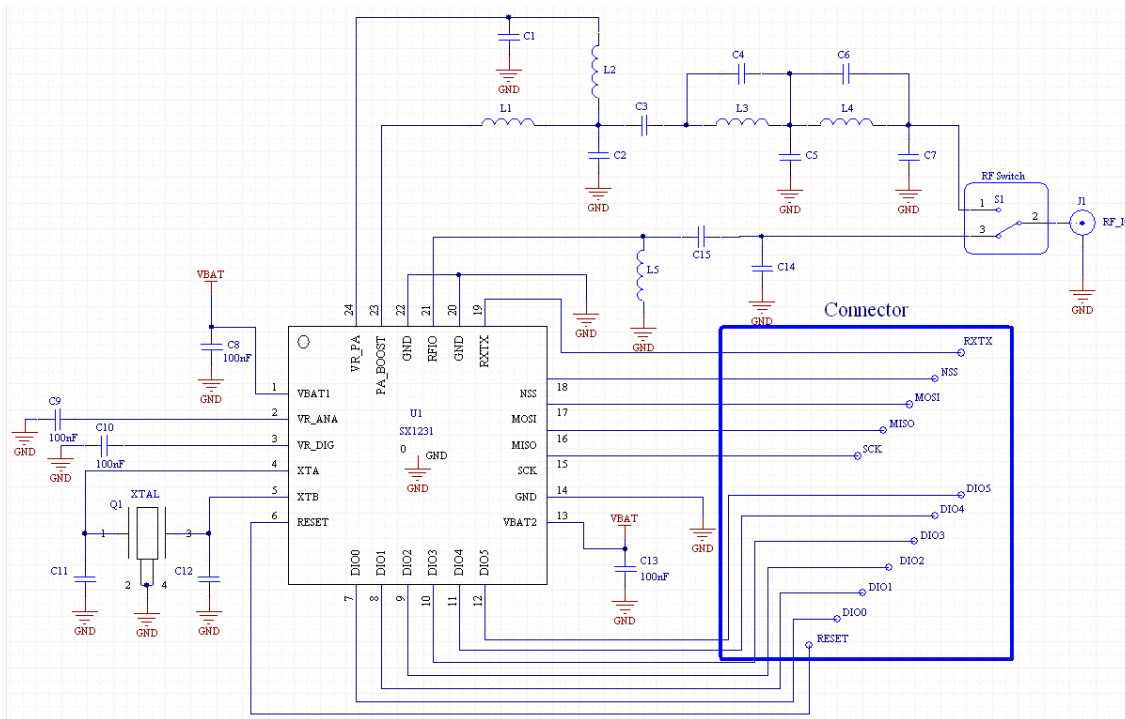 C1
GND
L2
L1
C2
GND
C3
C4
L3
C6
L4
C5
GND
C7
GND
RF Switch
S1
1
3
2
J1
RF_I
GND
C15
L5
GND
C14
GND
VBAT
C8
100nF
GND
24
23
22
21
20
19
GND
VR_PA
PA_BOOST
GND
RFIO
GND
RXTX
1
VBAT1
2
VR_ANA
3
VR_DIG
4
XTA
5
XTB
6
RESET
C9
100nF
GND
C10
100nF
GND
U1
SX1231
0
GND
GND
NSS
18
MOSI
17
MISO
16
SCK
15
GND
14
VBAT2
13
GND
VBAT
C13
100nF
GND
Q1
XTAL
1
3
2
4
C11
GND
GND
C12
GND
DIO0
DIO1
DIO2
DIO3
DIO4
DIO5
7
8
9
10
11
12
Connector
RXTX
NSS
MOSI
MISO
SCK
DIO5
DIO4
DIO3
DIO2
DIO1
DIO0
RESET